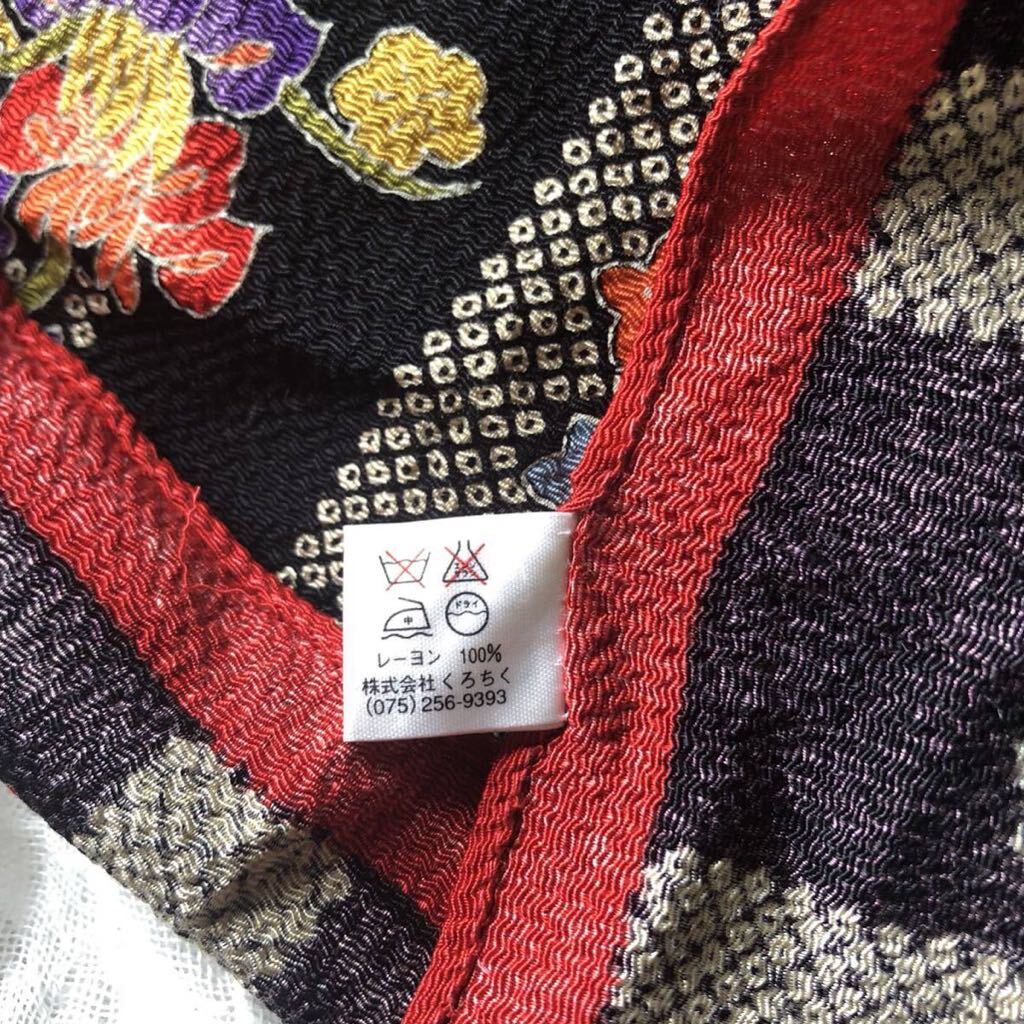 中 ドライ
レーヨン 100%
株式会社くろちく
(075) 256-9393